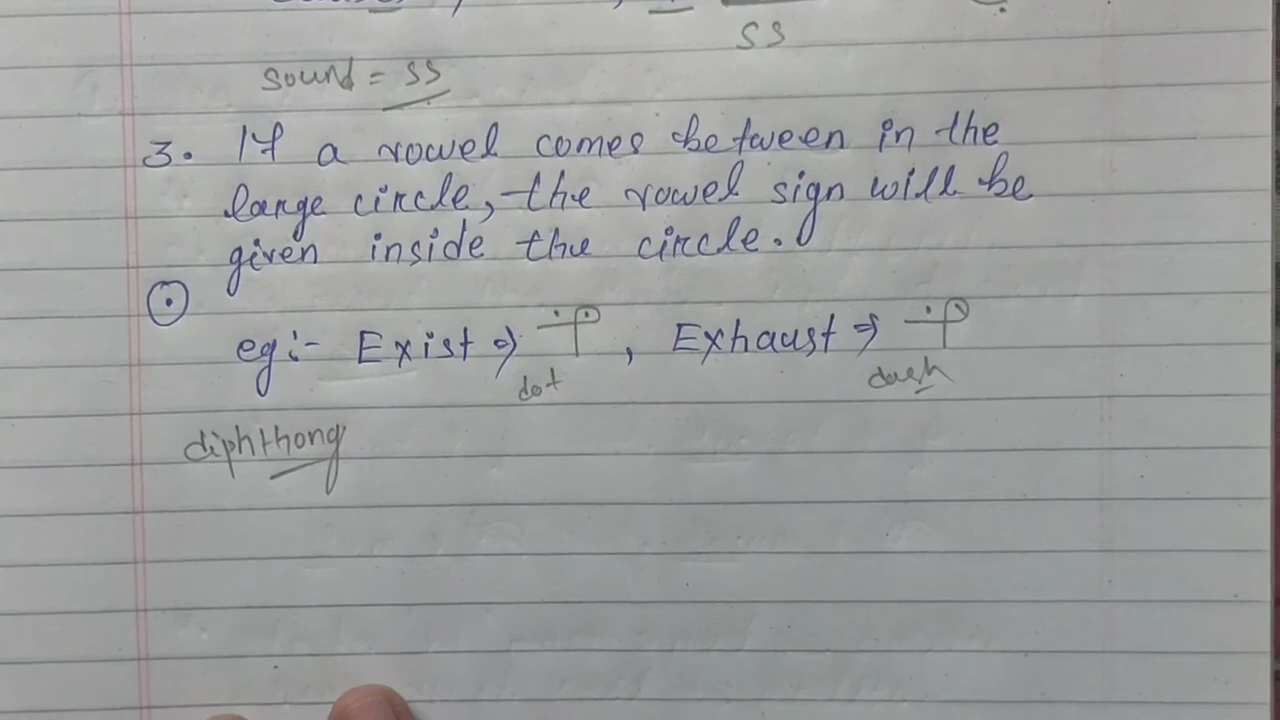 SS
sound = ss
3. If a vowel comes between in the
large circle, the vowel sign will be
given inside the circle.
eg:- Exist ⇒ , Exhaust ⇒
dot dash
diphthong